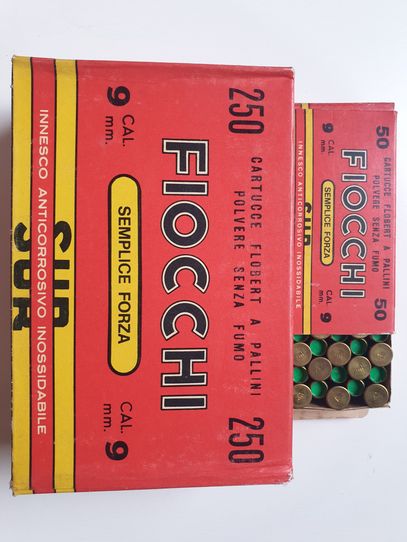 250
CARTUCCE FLOBERT A PALLINI
POLVERE SENZA FUMO
250
FIOCCHI
9
CAL.
mm.
SEMPLICE FORZA
CAL.
mm.
9
SUR
INNESCO ANTICORROSIVO INOSSIDABILE
50
CARTUCCE FLOBERT A PALLINI
POLVERE SENZA FUMO
50
FIOCCHI
9
CAL.
mm.
SEMPLICE FORZA
CAL.
mm.
9
SUR
INNESCO ANTICORROSIVO INOSSIDABILE